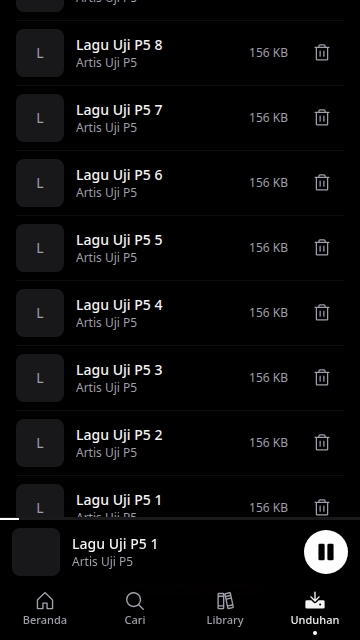 L
Lagu Uji P5 8
Artis Uji P5
156 KB
L
Lagu Uji P5 7
Artis Uji P5
156 KB
L
Lagu Uji P5 6
Artis Uji P5
156 KB
L
Lagu Uji P5 5
Artis Uji P5
156 KB
L
Lagu Uji P5 4
Artis Uji P5
156 KB
L
Lagu Uji P5 3
Artis Uji P5
156 KB
L
Lagu Uji P5 2
Artis Uji P5
156 KB
L
Lagu Uji P5 1
Artis Uji P5
156 KB
Lagu Uji P5 1
Artis Uji P5
Beranda
Cari
Library
Unduhan